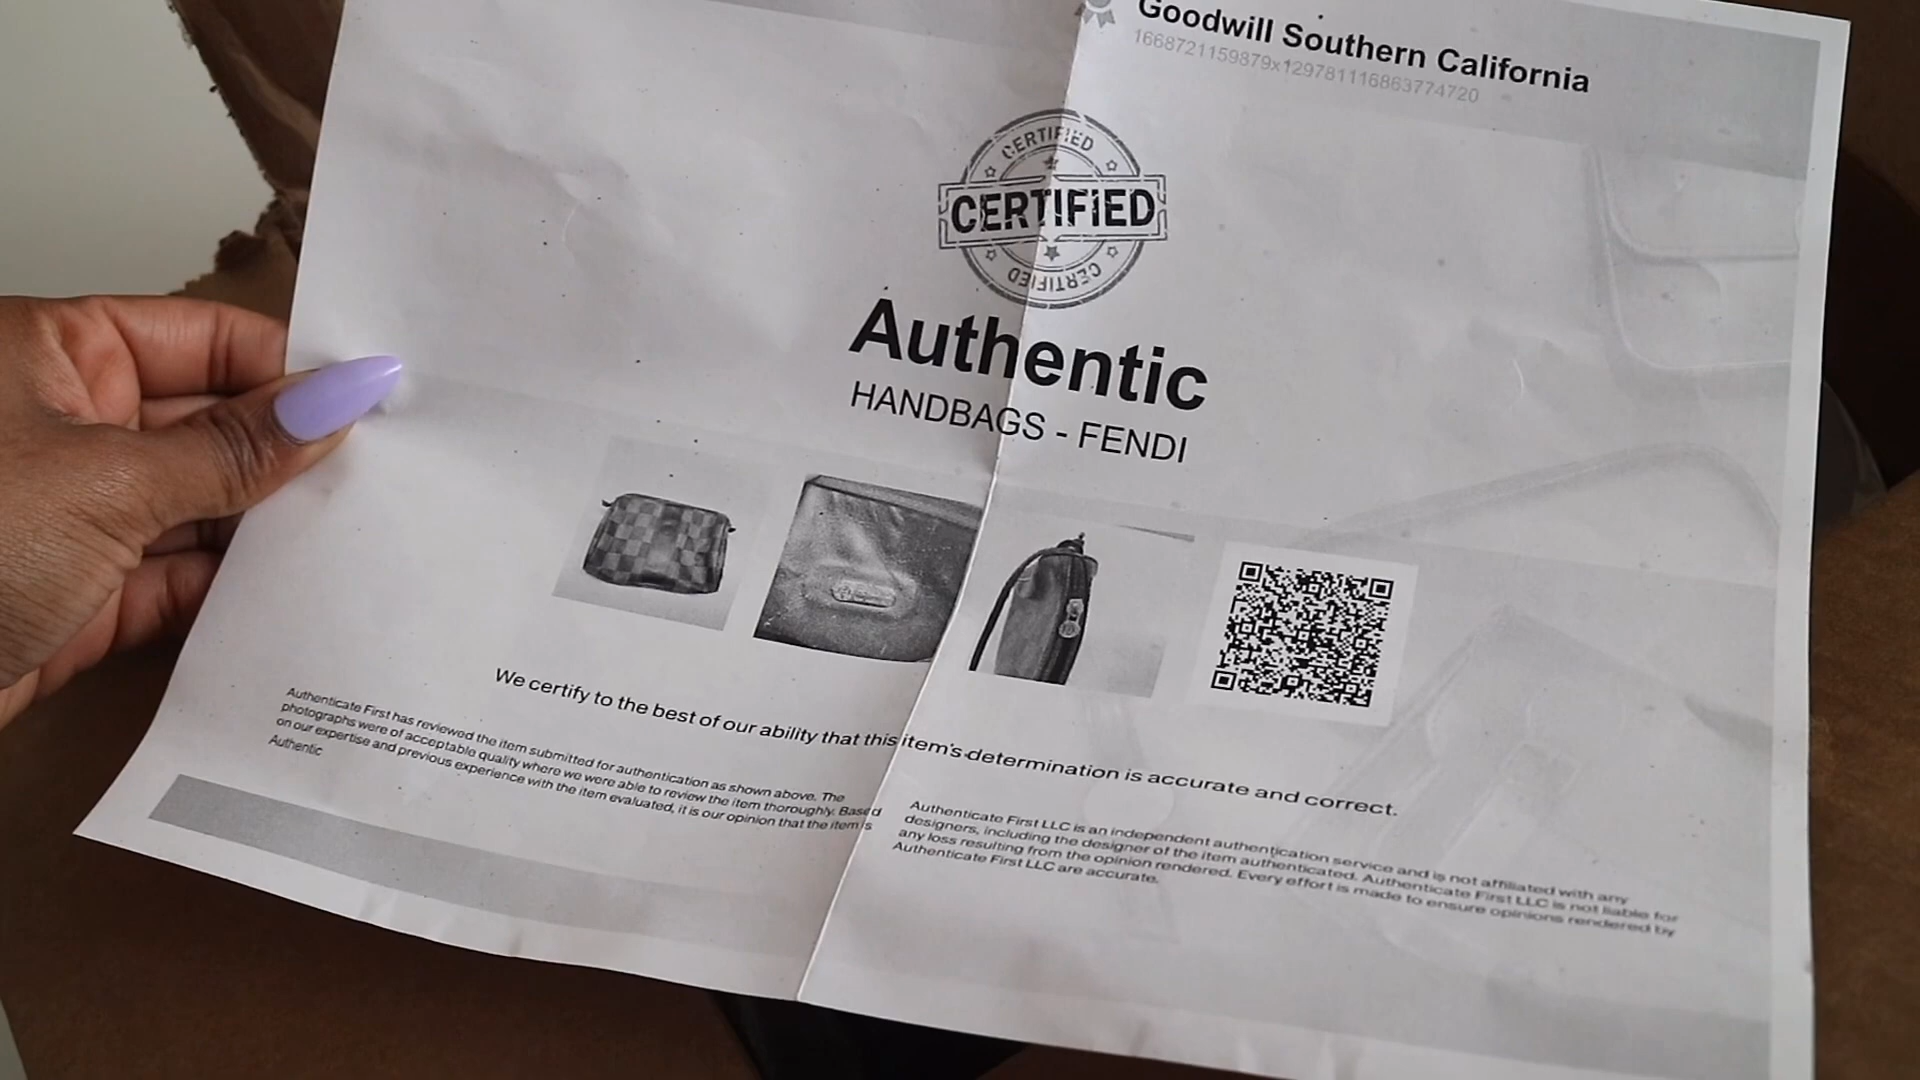 Goodwill Southern California
1668721159879x129781116863774720
CERTIFIED
CERTIFIED
CERTIFIED
Authentic
HANDBAGS - FENDI
We certify to the best of our ability that this item's determination is accurate and correct.
Authenticate First has reviewed the item submitted for authentication as shown above. The
photographs were of acceptable quality where we were able to review the item thoroughly. Based
on our expertise and previous experience with the item evaluated, it is our opinion that the item is
Authentic
Authenticate First LLC is an independent authentication service and is not affiliated with any
designers, including the designer of the item authenticated. Authenticate First LLC is not liable for
any loss resulting from the opinion rendered. Every effort is made to ensure opinions rendered by
Authenticate First LLC are accurate.